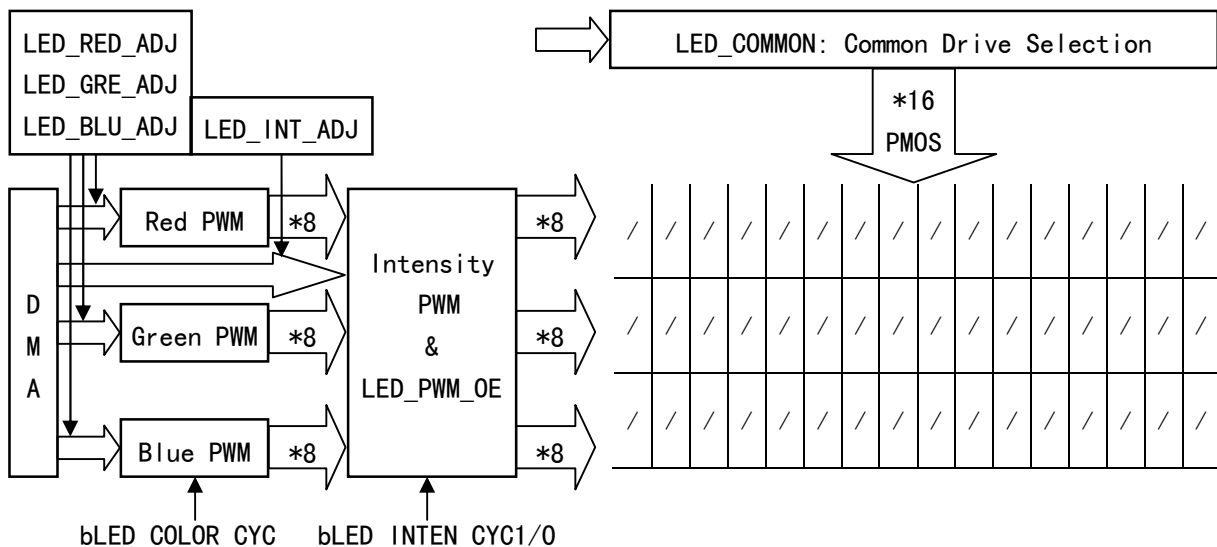 LED_RED_ADJ
LED_GRE_ADJ
LED_BLU_ADJ
LED_INT_ADJ
LED_COMMON: Common Drive Selection
*16
PMOS
D
M
A
Red PWM
*8
Green PWM
*8
Blue PWM
*8
Intensity
PWM
&
LED_PWM_OE
*8
*8
*8
/ / / / / / / / / / / / / / / /
/ / / / / / / / / / / / / / / /
/ / / / / / / / / / / / / / / /
bLED COLOR CYC
bLED INTEN CYC1/0